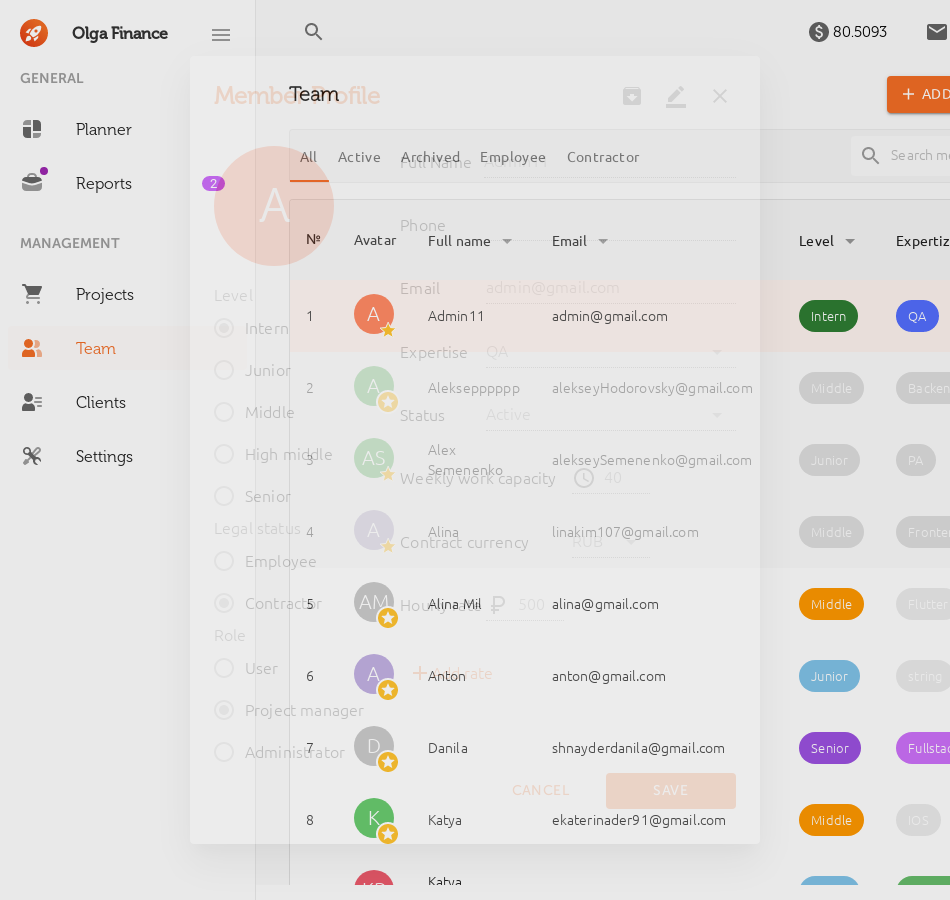 Olga Finance
80.5093
GENERAL
Member Profile
Team
ADD
Planner
All
Active
Archived
Employee
Contractor
Full Name
Search me
Reports
2
A
Phone
MANAGEMENT
№
Avatar
Full name
Email
Level
Expertiz
Projects
Level
Email
admin@gmail.com
1
A
Admin11
admin@gmail.com
Intern
QA
Intern
Team
Expertise
QA
Junior
2
A
Aleksepppppp
alekseyHodorovsky@gmail.com
Middle
Backen
Clients
Middle
Status
Active
Settings
High middle
3
AS
Alex
Semenenko
alekseySemenenko@gmail.com
Junior
PA
Weekly work capacity
40
Senior
Legal status
4
A
Alina
linakim107@gmail.com
Middle
Fronten
Contract currency
RUB
Employee
Contractor
5
AM
Alina Mil
alina@gmail.com
Middle
Flutter
Hourly rate
500
Role
User
6
A
Anton
anton@gmail.com
Junior
string
Add rate
Project manager
Administrator
7
D
Danila
shnayderdanila@gmail.com
Senior
Fullsta
CANCEL
SAVE
8
K
Katya
ekaterinader91@gmail.com
Middle
IOS
Katya